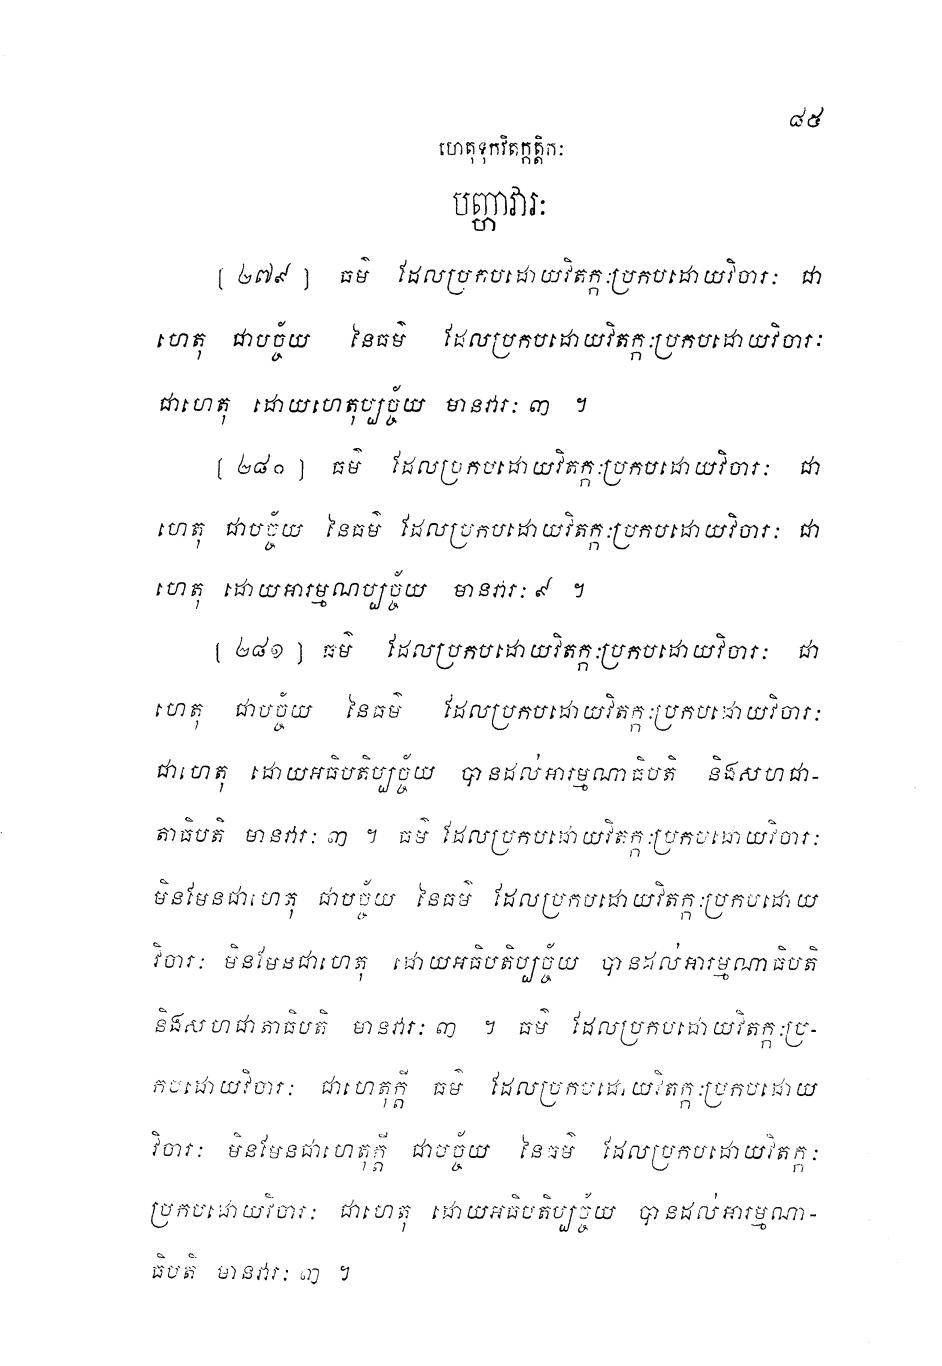 ៨៥
ហេតុទុកវិតក្កត្តិកៈ
បញ្ហាវារៈ
[ ២៧៩ ] ធម៌ ដែលប្រកបដោយវិតក្កៈប្រកបដោយវិចារៈ ជា
ហេតុ ជាបច្ច័យ នៃធម៌ ដែលប្រកបដោយវិតក្កៈប្រកបដោយវិចារៈ
ជាហេតុ ដោយហេតុប្បច្ច័យ មានវារៈ ៣ ។
[ ២៨០ ] ធម៌ ដែលប្រកបដោយវិតក្កៈប្រកបដោយវិចារៈ ជា
ហេតុ ជាបច្ច័យ នៃធម៌ ដែលប្រកបដោយវិតក្កៈប្រកបដោយវិចារៈ ជា
ហេតុ ដោយអារម្មណប្បច្ច័យ មានវារៈ ៩ ។
[ ២៨១ ] ធម៌ ដែលប្រកបដោយវិតក្កៈប្រកបដោយវិចារៈ ជា
ហេតុ ជាបច្ច័យ នៃធម៌ ដែលប្រកបដោយវិតក្កៈប្រកបដោយវិចារៈ
ជាហេតុ ដោយអធិបតិប្បច្ច័យ បានដល់អារម្មណាធិបតិ និងសហជា-
តាធិបតិ មានវារៈ ៣ ។ ធម៌ ដែលប្រកបដោយវិតក្កៈប្រកបដោយវិចារៈ
មិនមែនជាហេតុ ជាបច្ច័យ នៃធម៌ ដែលប្រកបដោយវិតក្កៈប្រកបដោយ
វិចារៈ មិនមែនជាហេតុ ដោយអធិបតិប្បច្ច័យ បានដល់អារម្មណាធិបតិ
និងសហជាតាធិបតិ មានវារៈ ៣ ។ ធម៌ ដែលប្រកបដោយវិតក្កៈប្រ-
កបដោយវិចារៈ ជាហេតុក្តី ធម៌ ដែលប្រកបដោយវិតក្កៈប្រកបដោយ
វិចារៈ មិនមែនជាហេតុក្តី ជាបច្ច័យ នៃធម៌ ដែលប្រកបដោយវិតក្កៈ
ប្រកបដោយវិចារៈ ជាហេតុ ដោយអធិបតិប្បច្ច័យ បានដល់អារម្មណា-
ធិបតិ មានវារៈ ៣ ។